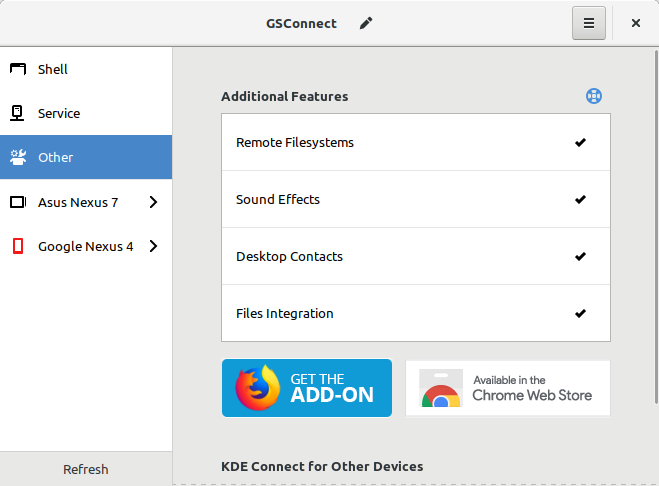 GSConnect
Shell
Service
Other
Asus Nexus 7
Google Nexus 4
Refresh
Additional Features
Remote Filesystems
Sound Effects
Desktop Contacts
Files Integration
GET THE
ADD-ON
Available in the
Chrome Web Store
KDE Connect for Other Devices